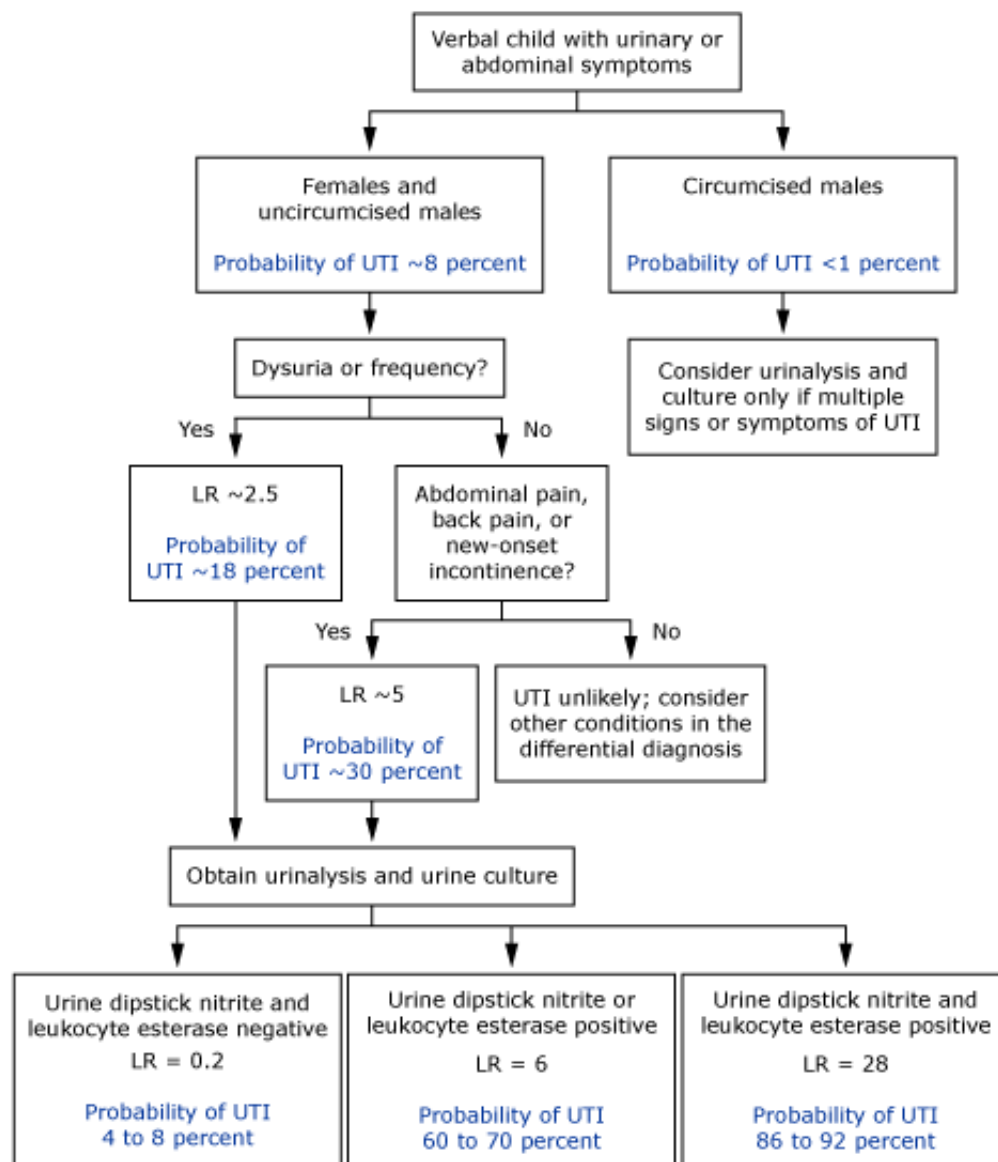 Verbal child with urinary or
abdominal symptoms
Females and
uncircumcised males
Probability of UTI ~8 percent
Circumcised males
Probability of UTI <1 percent
Dysuria or frequency?
Consider urinalysis and
culture only if multiple
signs or symptoms of UTI
Yes
No
LR ~2.5
Probability of
UTI ~18 percent
Abdominal pain,
back pain, or
new-onset
incontinence?
Yes
No
LR ~5
Probability of
UTI ~30 percent
UTI unlikely; consider
other conditions in the
differential diagnosis
Obtain urinalysis and urine culture
Urine dipstick nitrite and
leukocyte esterase negative
LR = 0.2
Probability of UTI
4 to 8 percent
Urine dipstick nitrite or
leukocyte esterase positive
LR = 6
Probability of UTI
60 to 70 percent
Urine dipstick nitrite and
leukocyte esterase positive
LR = 28
Probability of UTI
86 to 92 percent